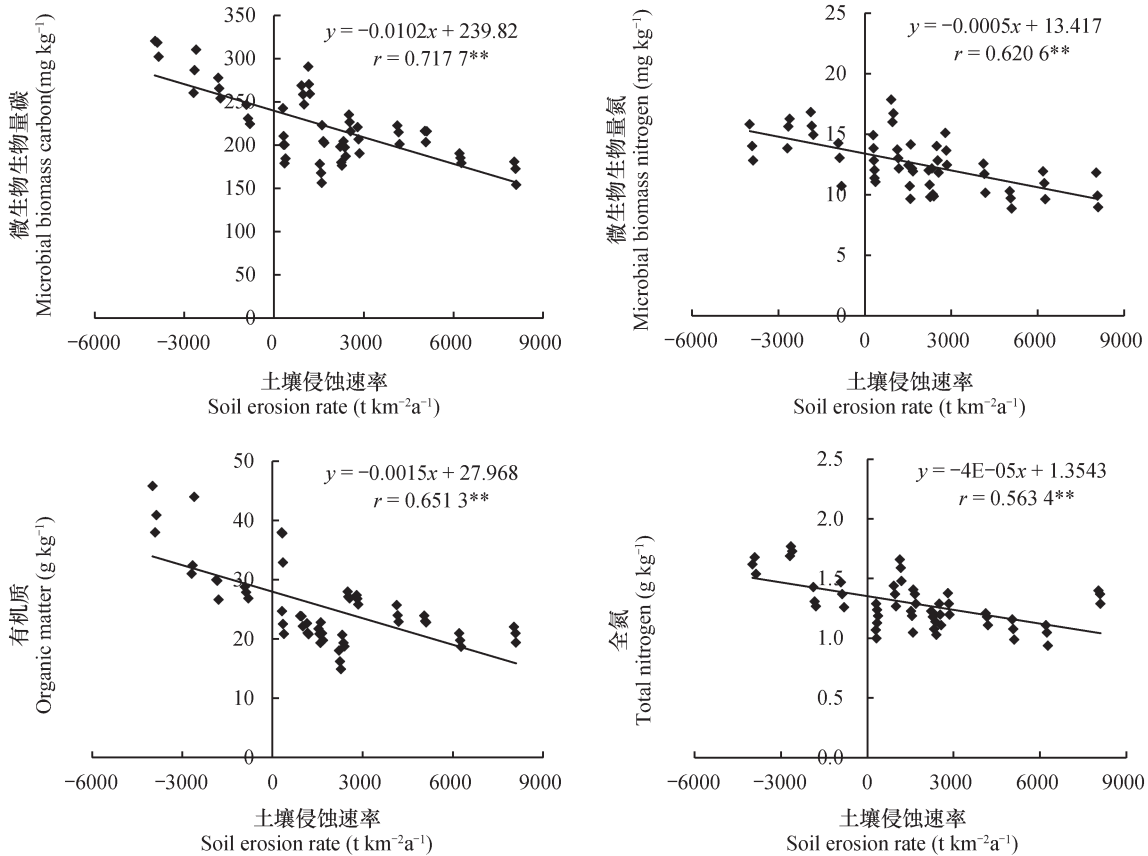 350
300
250
200
150
100
50
0
−6000 −3000 0 3000 6000 9000
y = −0.0102x + 239.82
r = 0.717 7**
微生物生物量碳
Microbial biomass carbon(mg kg−1)
土壤侵蚀速率
Soil erosion rate (t km−2a−1)
25
20
15
10
5
0
−6000 −3000 0 3000 6000 9000
y = −0.0005x + 13.417
r = 0.620 6**
微生物生物量氮
Microbial biomass nitrogen (mg kg−1)
土壤侵蚀速率
Soil erosion rate (t km−2a−1)
50
40
30
20
10
0
−6000 −3000 0 3000 6000 9000
y = −0.0015x + 27.968
r = 0.651 3**
有机质
Organic matter (g kg−1)
土壤侵蚀速率
Soil erosion rate (t km−2a−1)
2.5
2.0
1.5
1.0
0.5
0.0
−6000 −3000 0 3000 6000 9000
y = −4E−05x + 1.3543
r = 0.563 4**
全氮
Total nitrogen (g kg−1)
土壤侵蚀速率
Soil erosion rate (t km−2a−1)